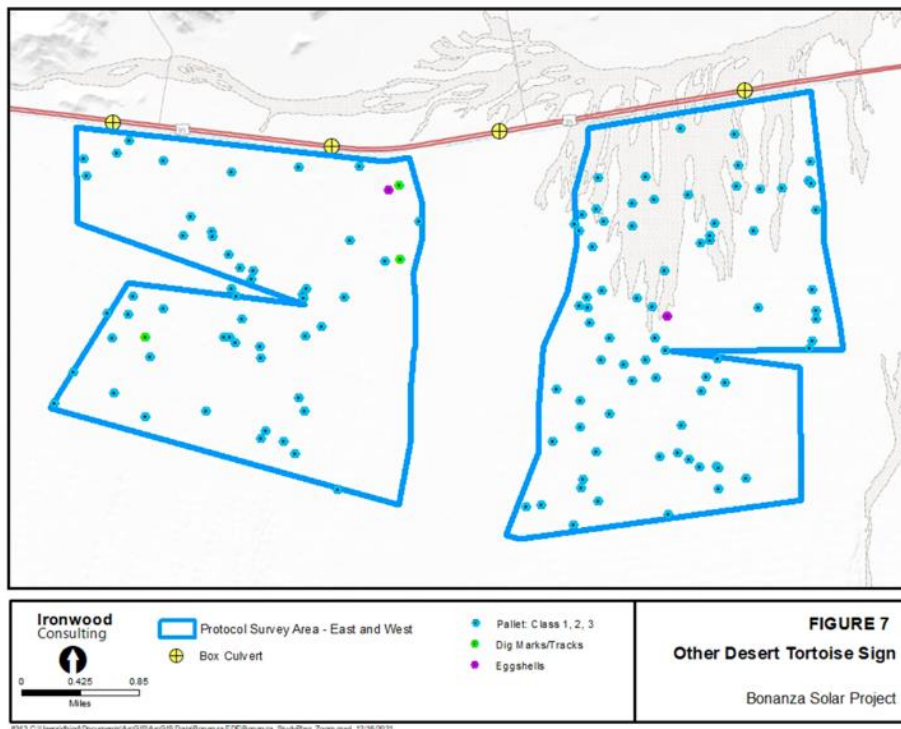 Ironwood
Consulting
0 0.425 0.85
Miles
Protocol Survey Area - East and West
Box Culvert
Pallet: Class 1, 2, 3
Dig Marks/Tracks
Eggshells
FIGURE 7
Other Desert Tortoise Sign
Bonanza Solar Project